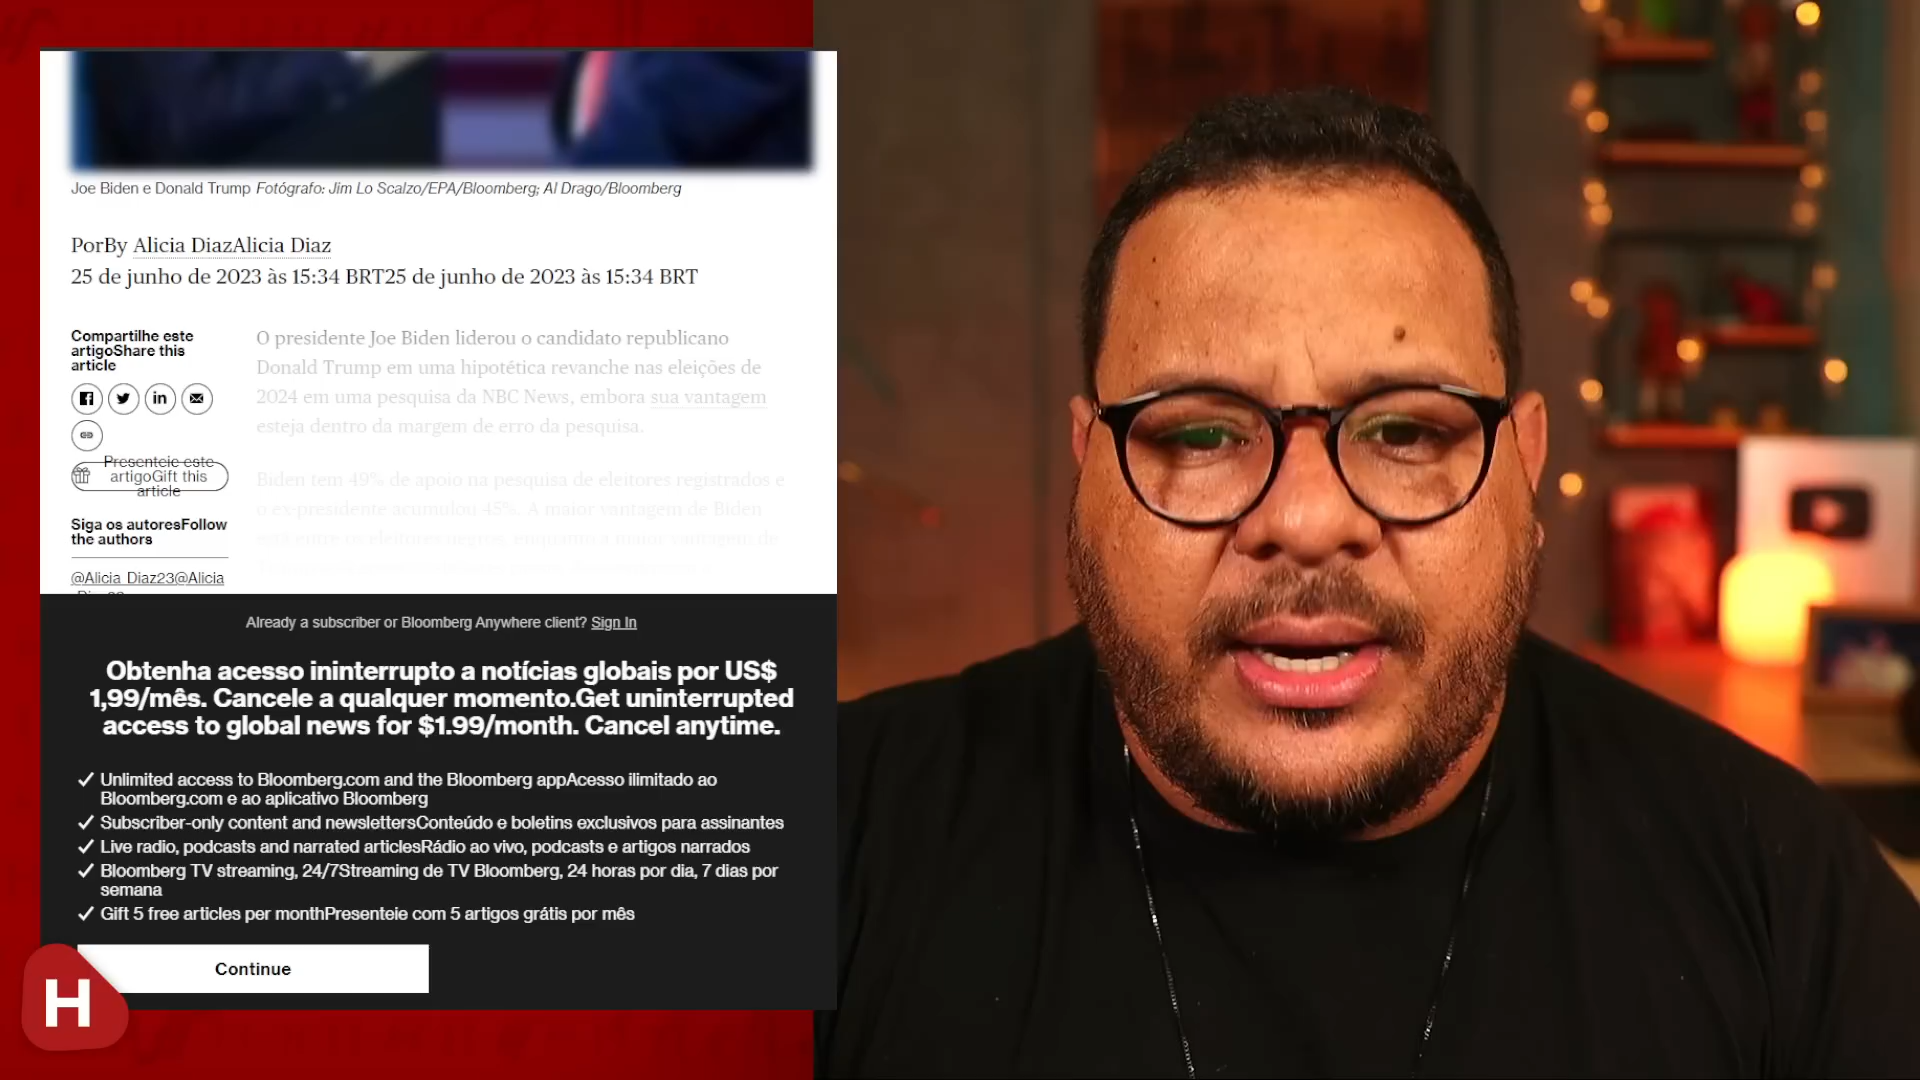 Joe Biden e Donald Trump Fotógrafo: Jim Lo Scalzo/EPA/Bloomberg; Al Drago/Bloomberg
PorBy Alicia DiazAlicia Diaz
25 de junho de 2023 às 15:34 BRT25 de junho de 2023 às 15:34 BRT
Compartilhe este
artigoShare this
article
Presenteie este
artigoGift this
article
Siga os autoresFollow
the authors
@Alicia_Diaz23@Alicia
O presidente Joe Biden liderou o candidato republicano
Donald Trump em uma hipotética revanche nas eleições de
2024 em uma pesquisa da NBC News, embora sua vantagem
esteja dentro da margem de erro da pesquisa.
Biden tem 49% de apoio na pesquisa de eleitores registrados e
o ex-presidente acumulou 45%. A maior vantagem de Biden
está entre os eleitores negros, enquanto a maior vantagem de
Already a subscriber or Bloomberg Anywhere client? Sign In
Obtenha acesso ininterrupto a notícias globais por US$
1,99/mês. Cancele a qualquer momento.Get uninterrupted
access to global news for $1.99/month. Cancel anytime.
Unlimited access to Bloomberg.com and the Bloomberg appAcesso ilimitado ao
Bloomberg.com e ao aplicativo Bloomberg
Subscriber-only content and newslettersConteúdo e boletins exclusivos para assinantes
Live radio, podcasts and narrated articlesRádio ao vivo, podcasts e artigos narrados
Bloomberg TV streaming, 24/7Streaming de TV Bloomberg, 24 horas por dia, 7 dias por
semana
Gift 5 free articles per monthPresenteie com 5 artigos grátis por mês
Continue
H